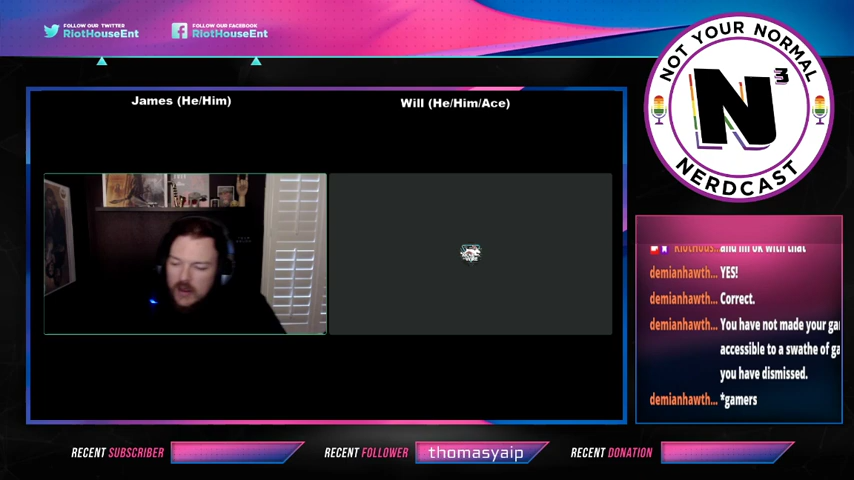 FOLLOW OUR TWITTER
RiotHouseEnt
FOLLOW OUR FACEBOOK
RiotHouseEnt
NOT YOUR NORMAL
N3
NERDCAST
James (He/Him)
Will (He/Him/Ace)
and im ok with that
demianhawth... YES!
demianhawth... Correct.
demianhawth... You have not made your
accessible to a swathe of
you have dismissed.
demianhawth... *gamers
RECENT SUBSCRIBER
RECENT FOLLOWER
thomasyaip
RECENT DONATION